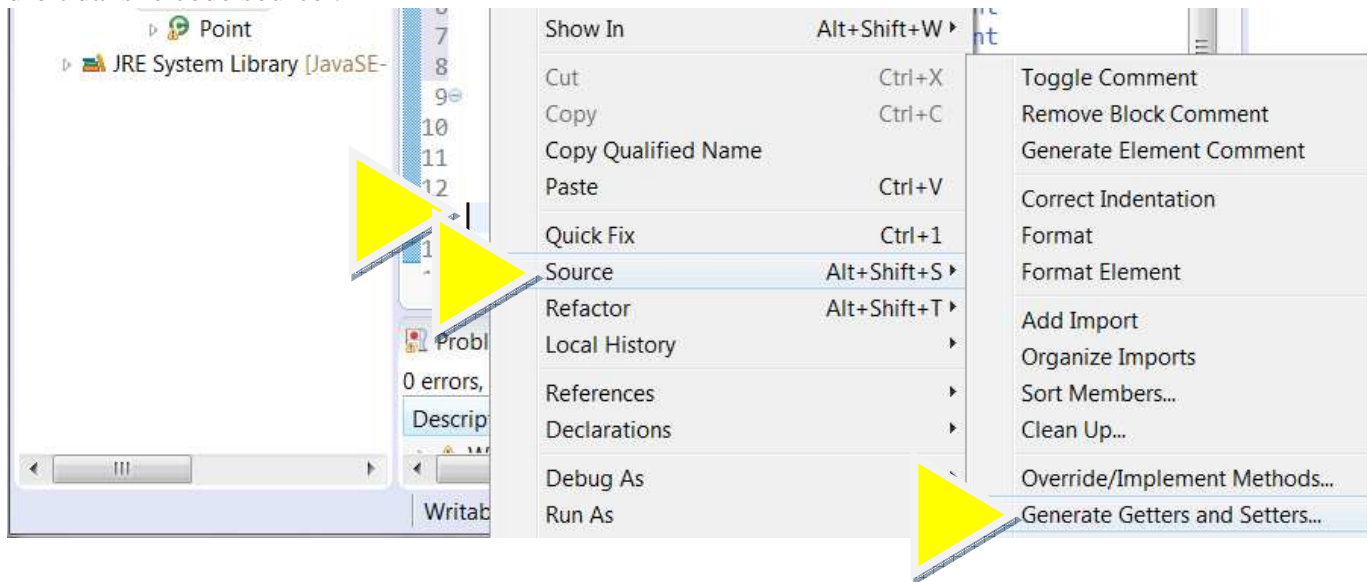 Point
JRE System Library [JavaSE-
7
8
9
10
11
12
0 errors,
Descrip
Writab
Show In Alt+Shift+W
Cut Ctrl+X
Copy Ctrl+C
Copy Qualified Name
Paste Ctrl+V
Quick Fix Ctrl+1
Source Alt+Shift+S
Refactor Alt+Shift+T
Local History
References
Declarations
Debug As
Run As
nt
Toggle Comment
Remove Block Comment
Generate Element Comment
Correct Indentation
Format
Format Element
Add Import
Organize Imports
Sort Members...
Clean Up...
Override/Implement Methods...
Generate Getters and Setters...